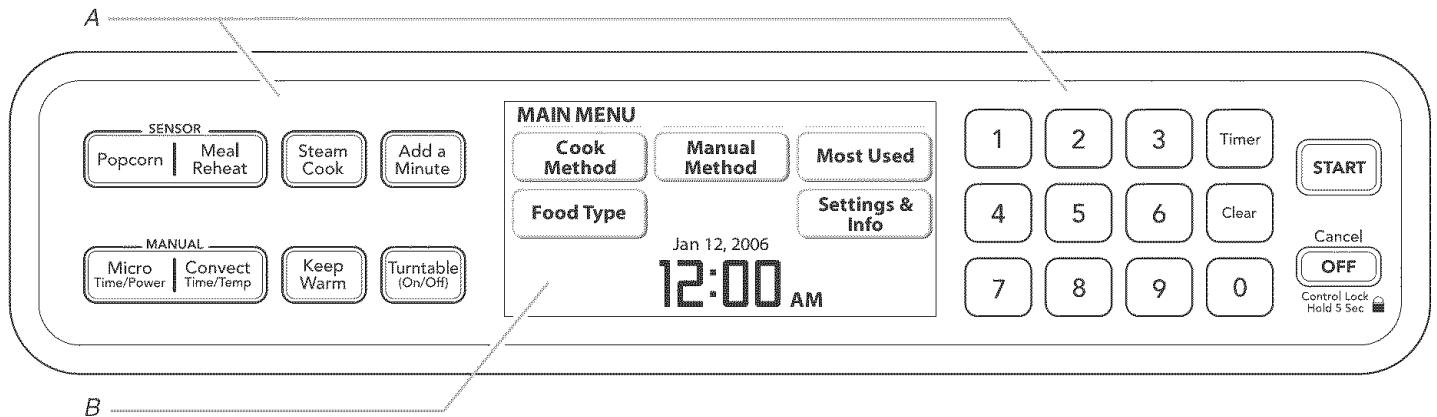 A
SENSOR
Popcorn
Meal
Reheat
Steam
Cook
Add a
Minute
MANUAL
Micro
Time/Power
Convect
Time/Temp
Keep
Warm
Turntable
(On/Off)
MAIN MENU
Cook
Method
Manual
Method
Most Used
Food Type
Settings &
Info
Jan 12, 2006
12:00 AM
1
2
3
Timer
4
5
6
Clear
7
8
9
0
START
Cancel
OFF
Control Lock
Hold 5 Sec
B